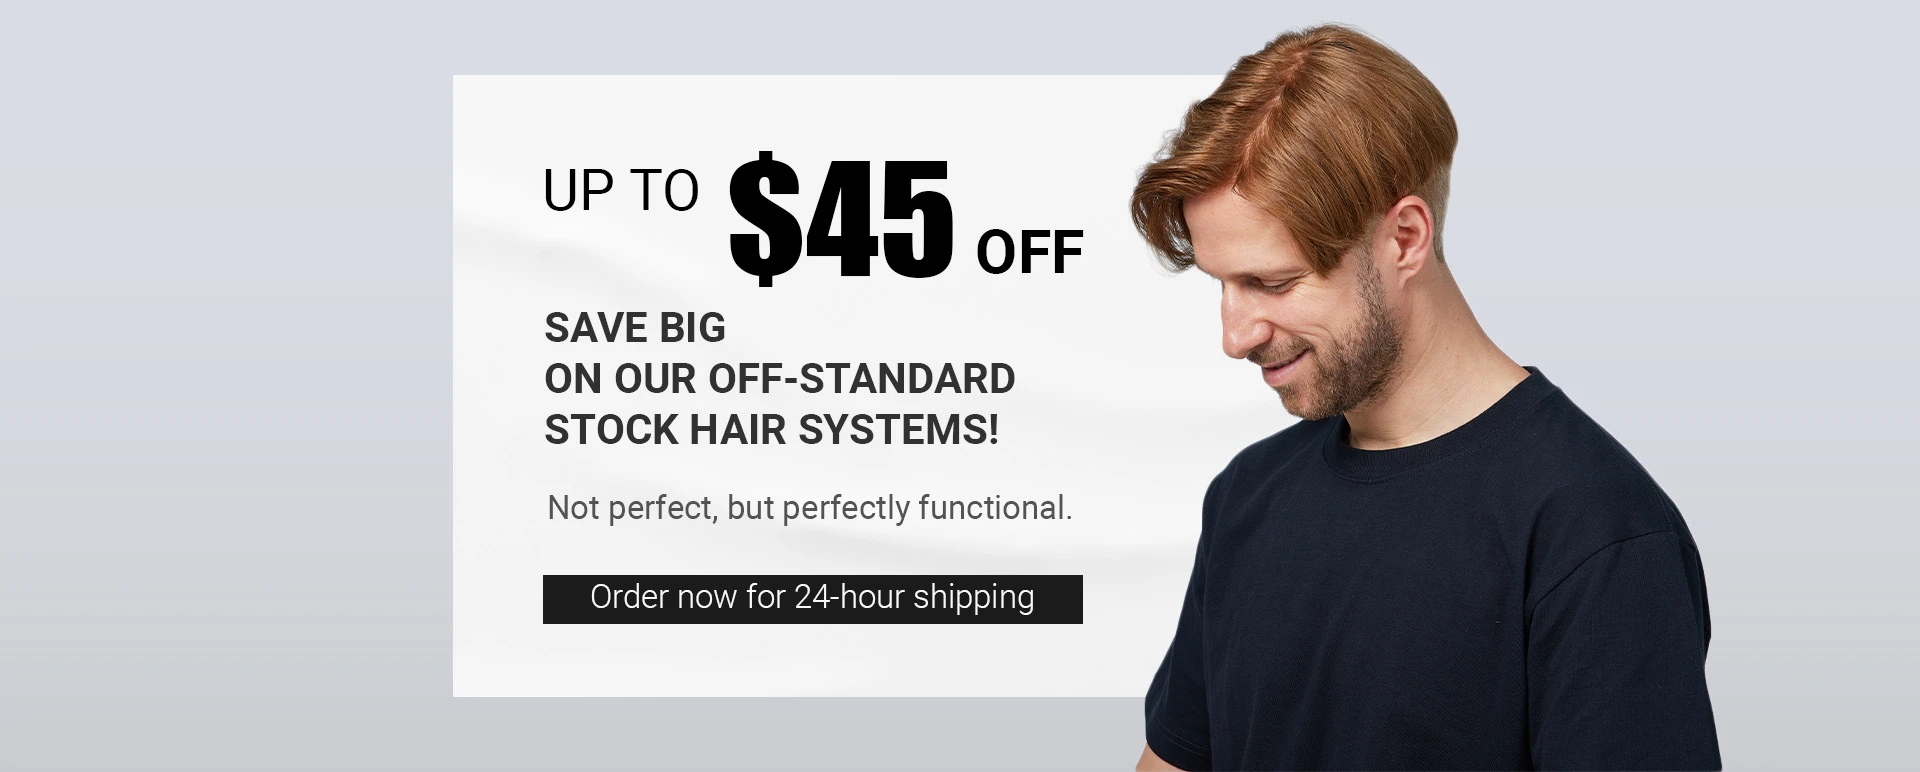 UP TO $45 OFF
SAVE BIG
ON OUR OFF-STANDARD
STOCK HAIR SYSTEMS!
Not perfect, but perfectly functional.
Order now for 24-hour shipping